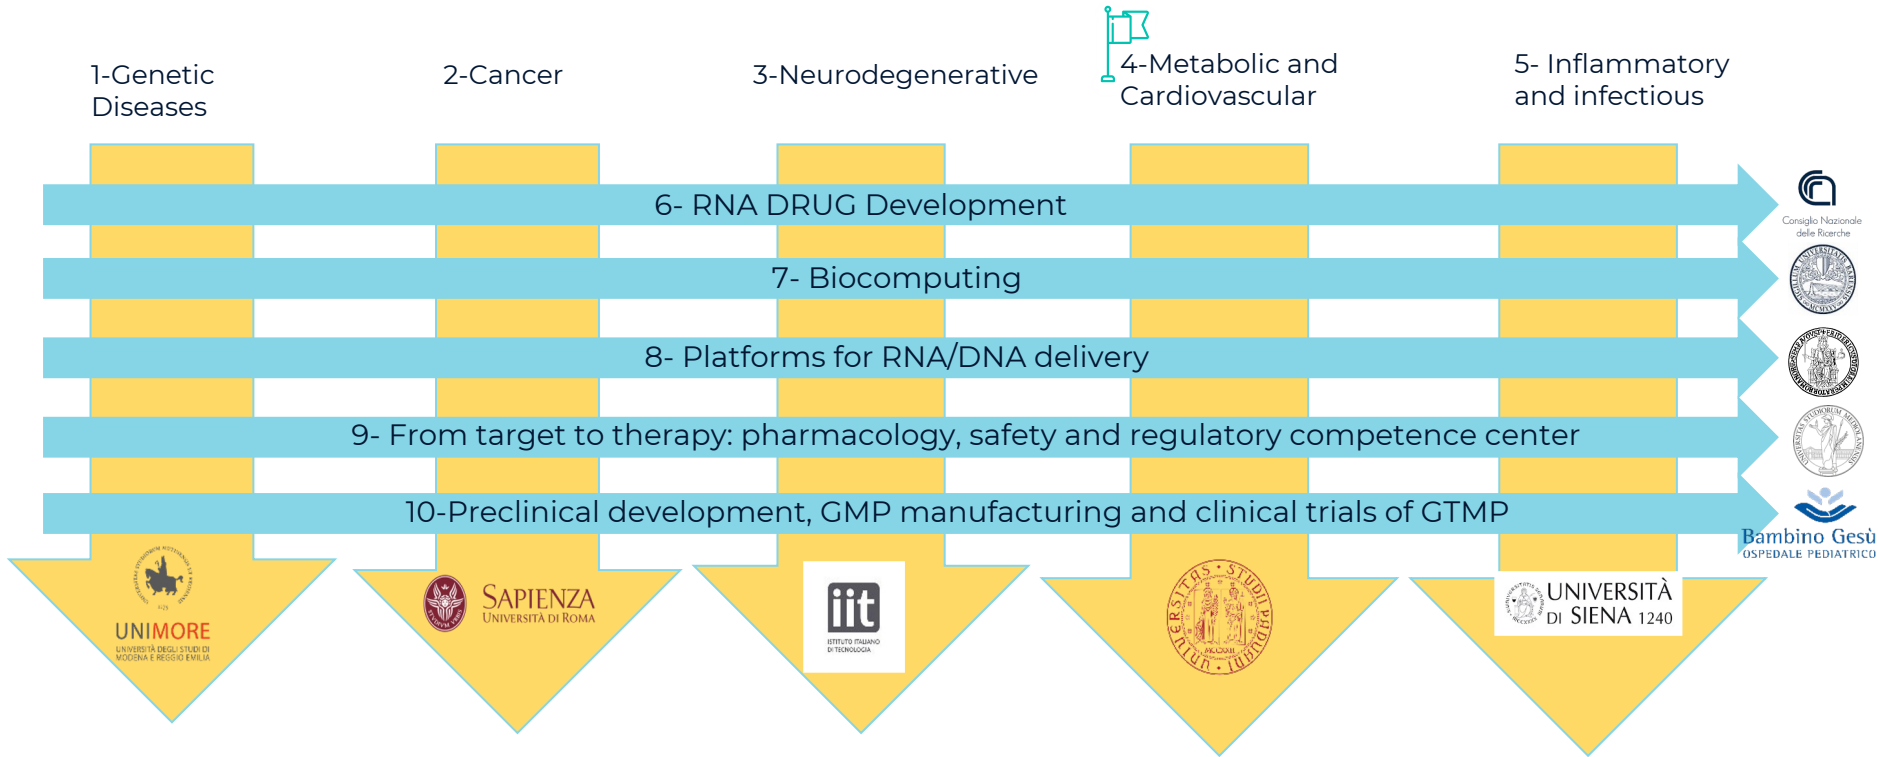 1-Genetic
Diseases
2-Cancer
3-Neurodegenerative
4-Metabolic and
Cardiovascular
5- Inflammatory
and infectious
6- RNA DRUG Development
Consiglio Nazionale
delle Ricerche
7- Biocomputing
8- Platforms for RNA/DNA delivery
9- From target to therapy: pharmacology, safety and regulatory competence center
10-Preclinical development, GMP manufacturing and clinical trials of GTMP
Bambino Gesù
OSPEDALE PEDIATRICO
UNIMORE
UNIVERSITÀ DEGLI STUDI DI
MODENA E REGGIO EMILIA
SAPIENZA
UNIVERSITÀ DI ROMA
iit
ISTITUTO ITALIANO
DI TECNOLOGIA
UNIVERSITAS STUDII PADUANI
MCCXXII
UNIVERSITÀ
DI SIENA 1240